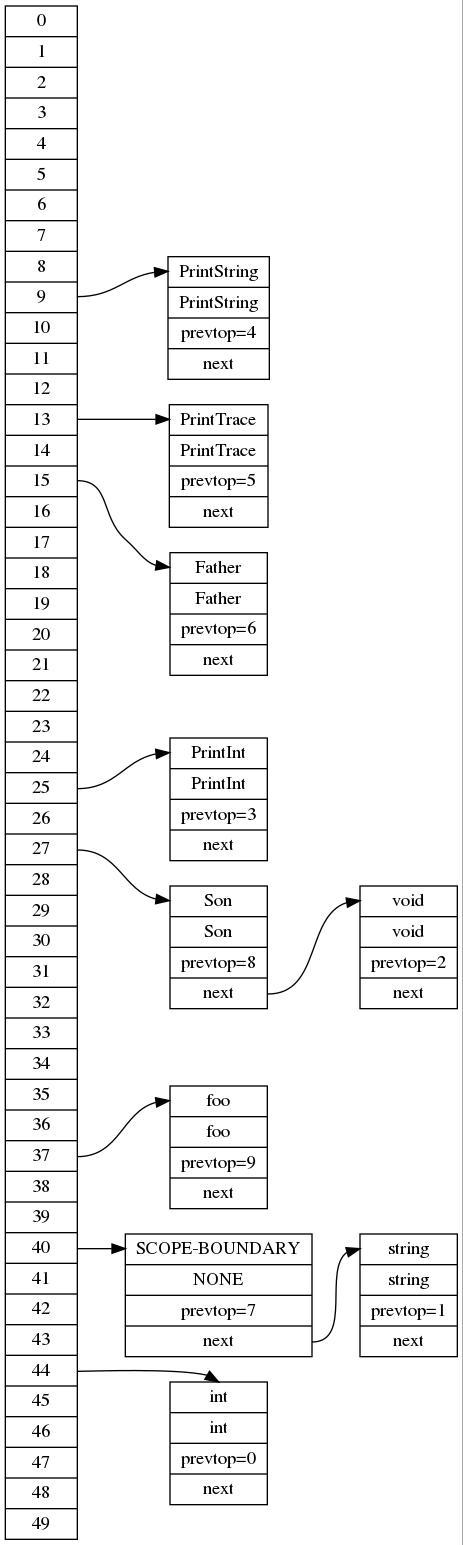 0
1
2
3
4
5
6
7
8
9
10
11
12
13
14
15
16
17
18
19
20
21
22
23
24
25
26
27
28
29
30
31
32
33
34
35
36
37
38
39
40
41
42
43
44
45
46
47
48
49
PrintString
PrintString
prevtop=4
next
PrintTrace
PrintTrace
prevtop=5
next
Father
Father
prevtop=6
next
PrintInt
PrintInt
prevtop=3
next
Son
Son
prevtop=8
next
void
void
prevtop=2
next
foo
foo
prevtop=9
next
SCOPE-BOUNDARY
NONE
prevtop=7
next
string
string
prevtop=1
next
int
int
prevtop=0
next